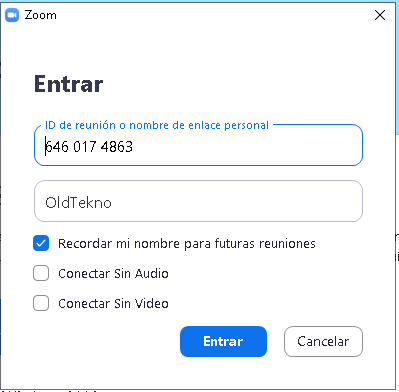 Zoom
Entrar
ID de reunión o nombre de enlace personal
646 017 4863
OldTekno
Recordar mi nombre para futuras reuniones
Conectar Sin Audio
Conectar Sin Video
Entrar Cancelar